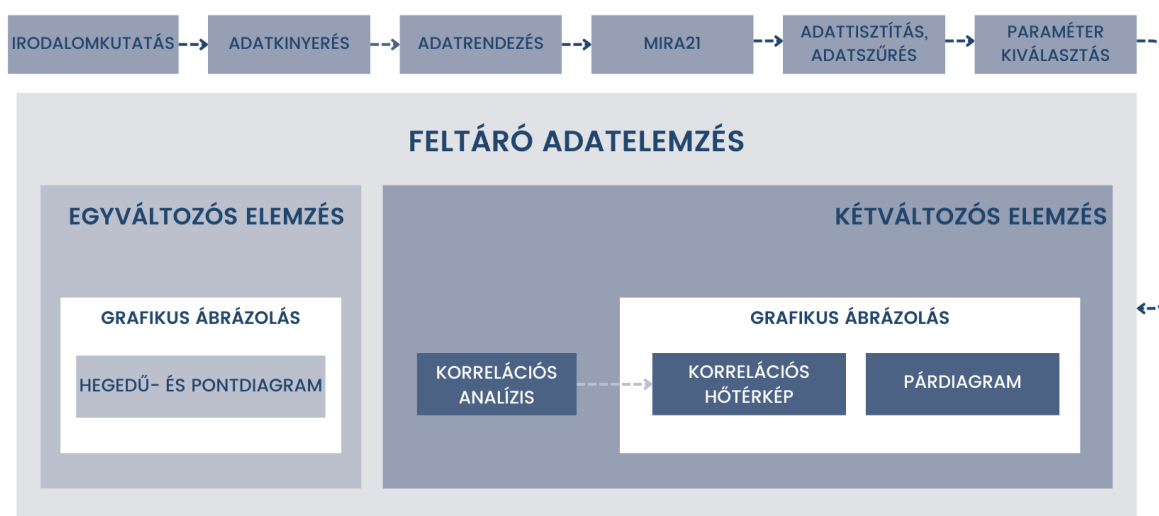 IRODALOMKUTATÁS
ADATKINYERÉS
ADATRENDEZÉS
MIRA21
ADATTISZTÍTÁS,
ADATSZŰRÉS
PARAMÉTER
KIVÁLASZTÁS
FELTÁRÓ ADATELEMZÉS
EGYVÁLTOZÓS ELEMZÉS
GRAFIKUS ÁBRÁZOLÁS
HEGEDŰ- ÉS PONTDIAGRAM
KÉTVÁLTOZÓS ELEMZÉS
KORRELÁCIÓS
ANALÍZIS
GRAFIKUS ÁBRÁZOLÁS
KORRELÁCIÓS
HŐTÉRKÉP
PÁRDIAGRAM